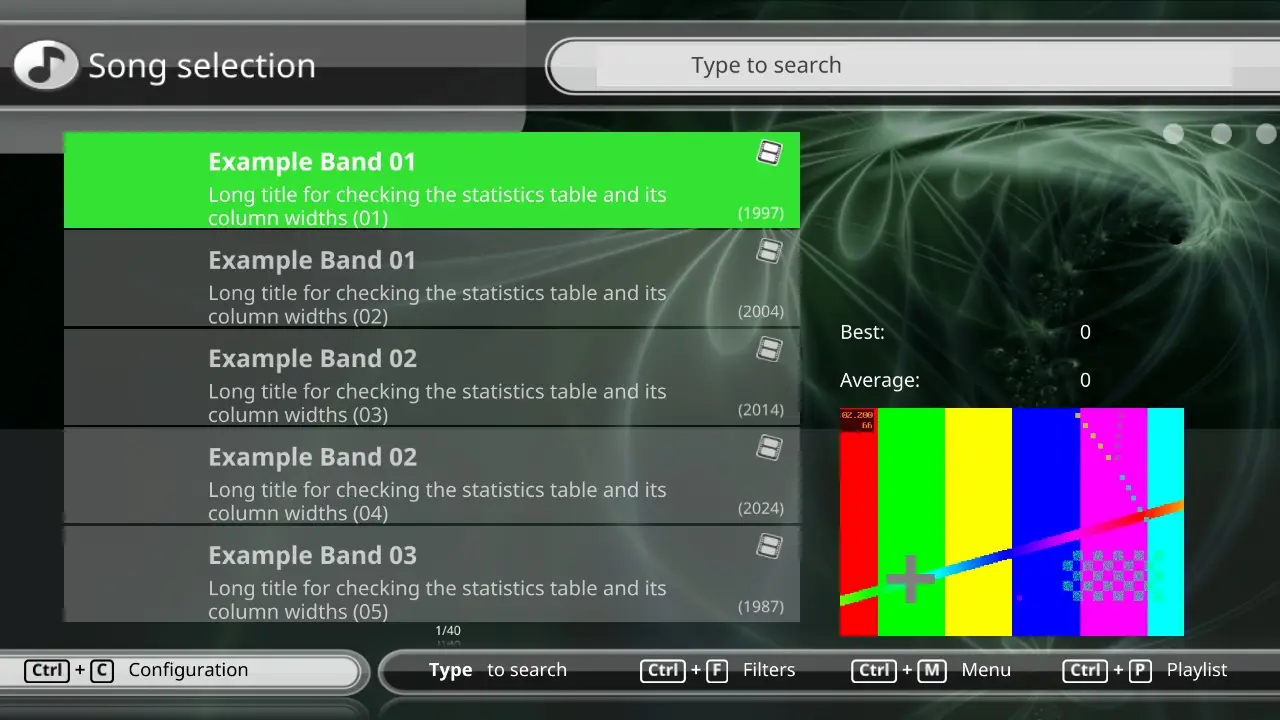 Song selection
Type to search
Example Band 01
Long title for checking the statistics table and its
column widths (01)
(1997)
Example Band 01
Long title for checking the statistics table and its
column widths (02)
(2004)
Example Band 02
Long title for checking the statistics table and its
column widths (03)
(2014)
Example Band 02
Long title for checking the statistics table and its
column widths (04)
(2024)
Example Band 03
Long title for checking the statistics table and its
column widths (05)
(1987)
1/40
Best: 0
Average: 0
02.200
66
Ctrl + C Configuration
Type to search Ctrl + F Filters Ctrl + M Menu Ctrl + P Playlist